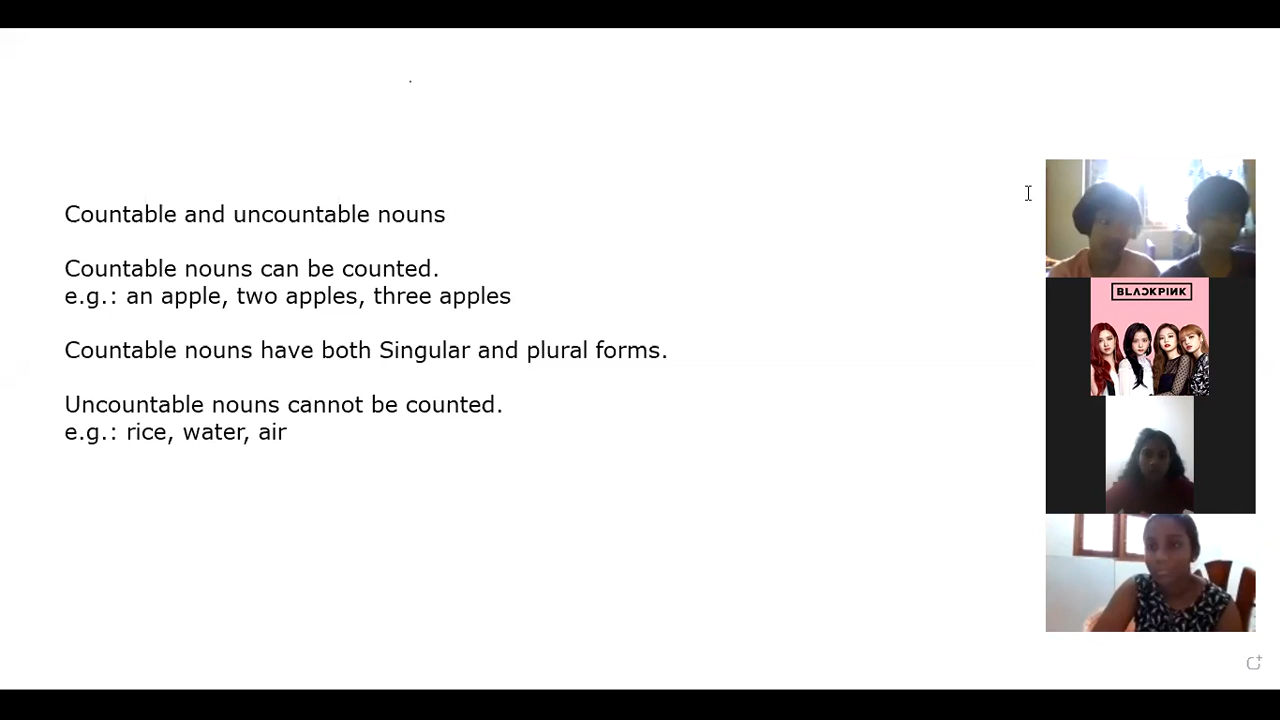 Countable and uncountable nouns
Countable nouns can be counted.
e.g.: an apple, two apples, three apples
Countable nouns have both Singular and plural forms.
Uncountable nouns cannot be counted.
e.g.: rice, water, air
BLɅƆKPIИK